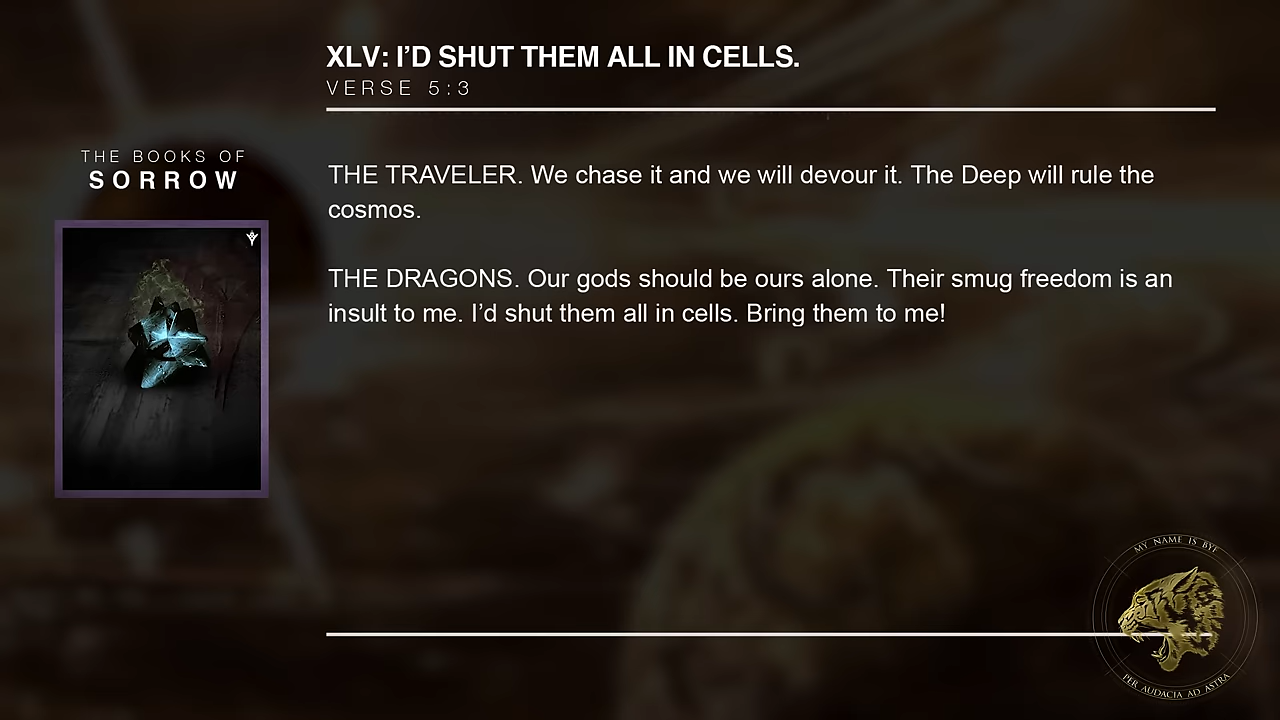 XLV: I’D SHUT THEM ALL IN CELLS.
VERSE 5:3
THE BOOKS OF
SORROW
THE TRAVELER. We chase it and we will devour it. The Deep will rule the
cosmos.
THE DRAGONS. Our gods should be ours alone. Their smug freedom is an
insult to me. I’d shut them all in cells. Bring them to me!
MY NAME IS BYF
PER AUDACIA AD ASTRA